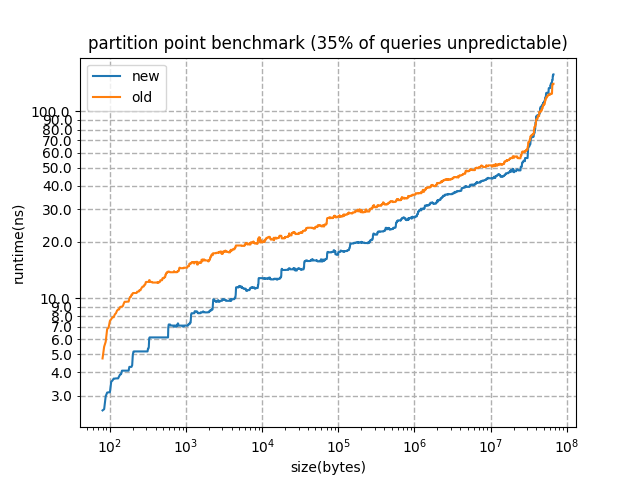 partition point benchmark (35% of queries unpredictable)
new
old
runtime(ns)
100.0
90.0
80.0
70.0
60.0
50.0
40.0
30.0
20.0
10.0
9.0
8.0
7.0
6.0
5.0
4.0
3.0
10² 10³ 10⁴ 10⁵ 10⁶ 10⁷ 10⁸
size(bytes)